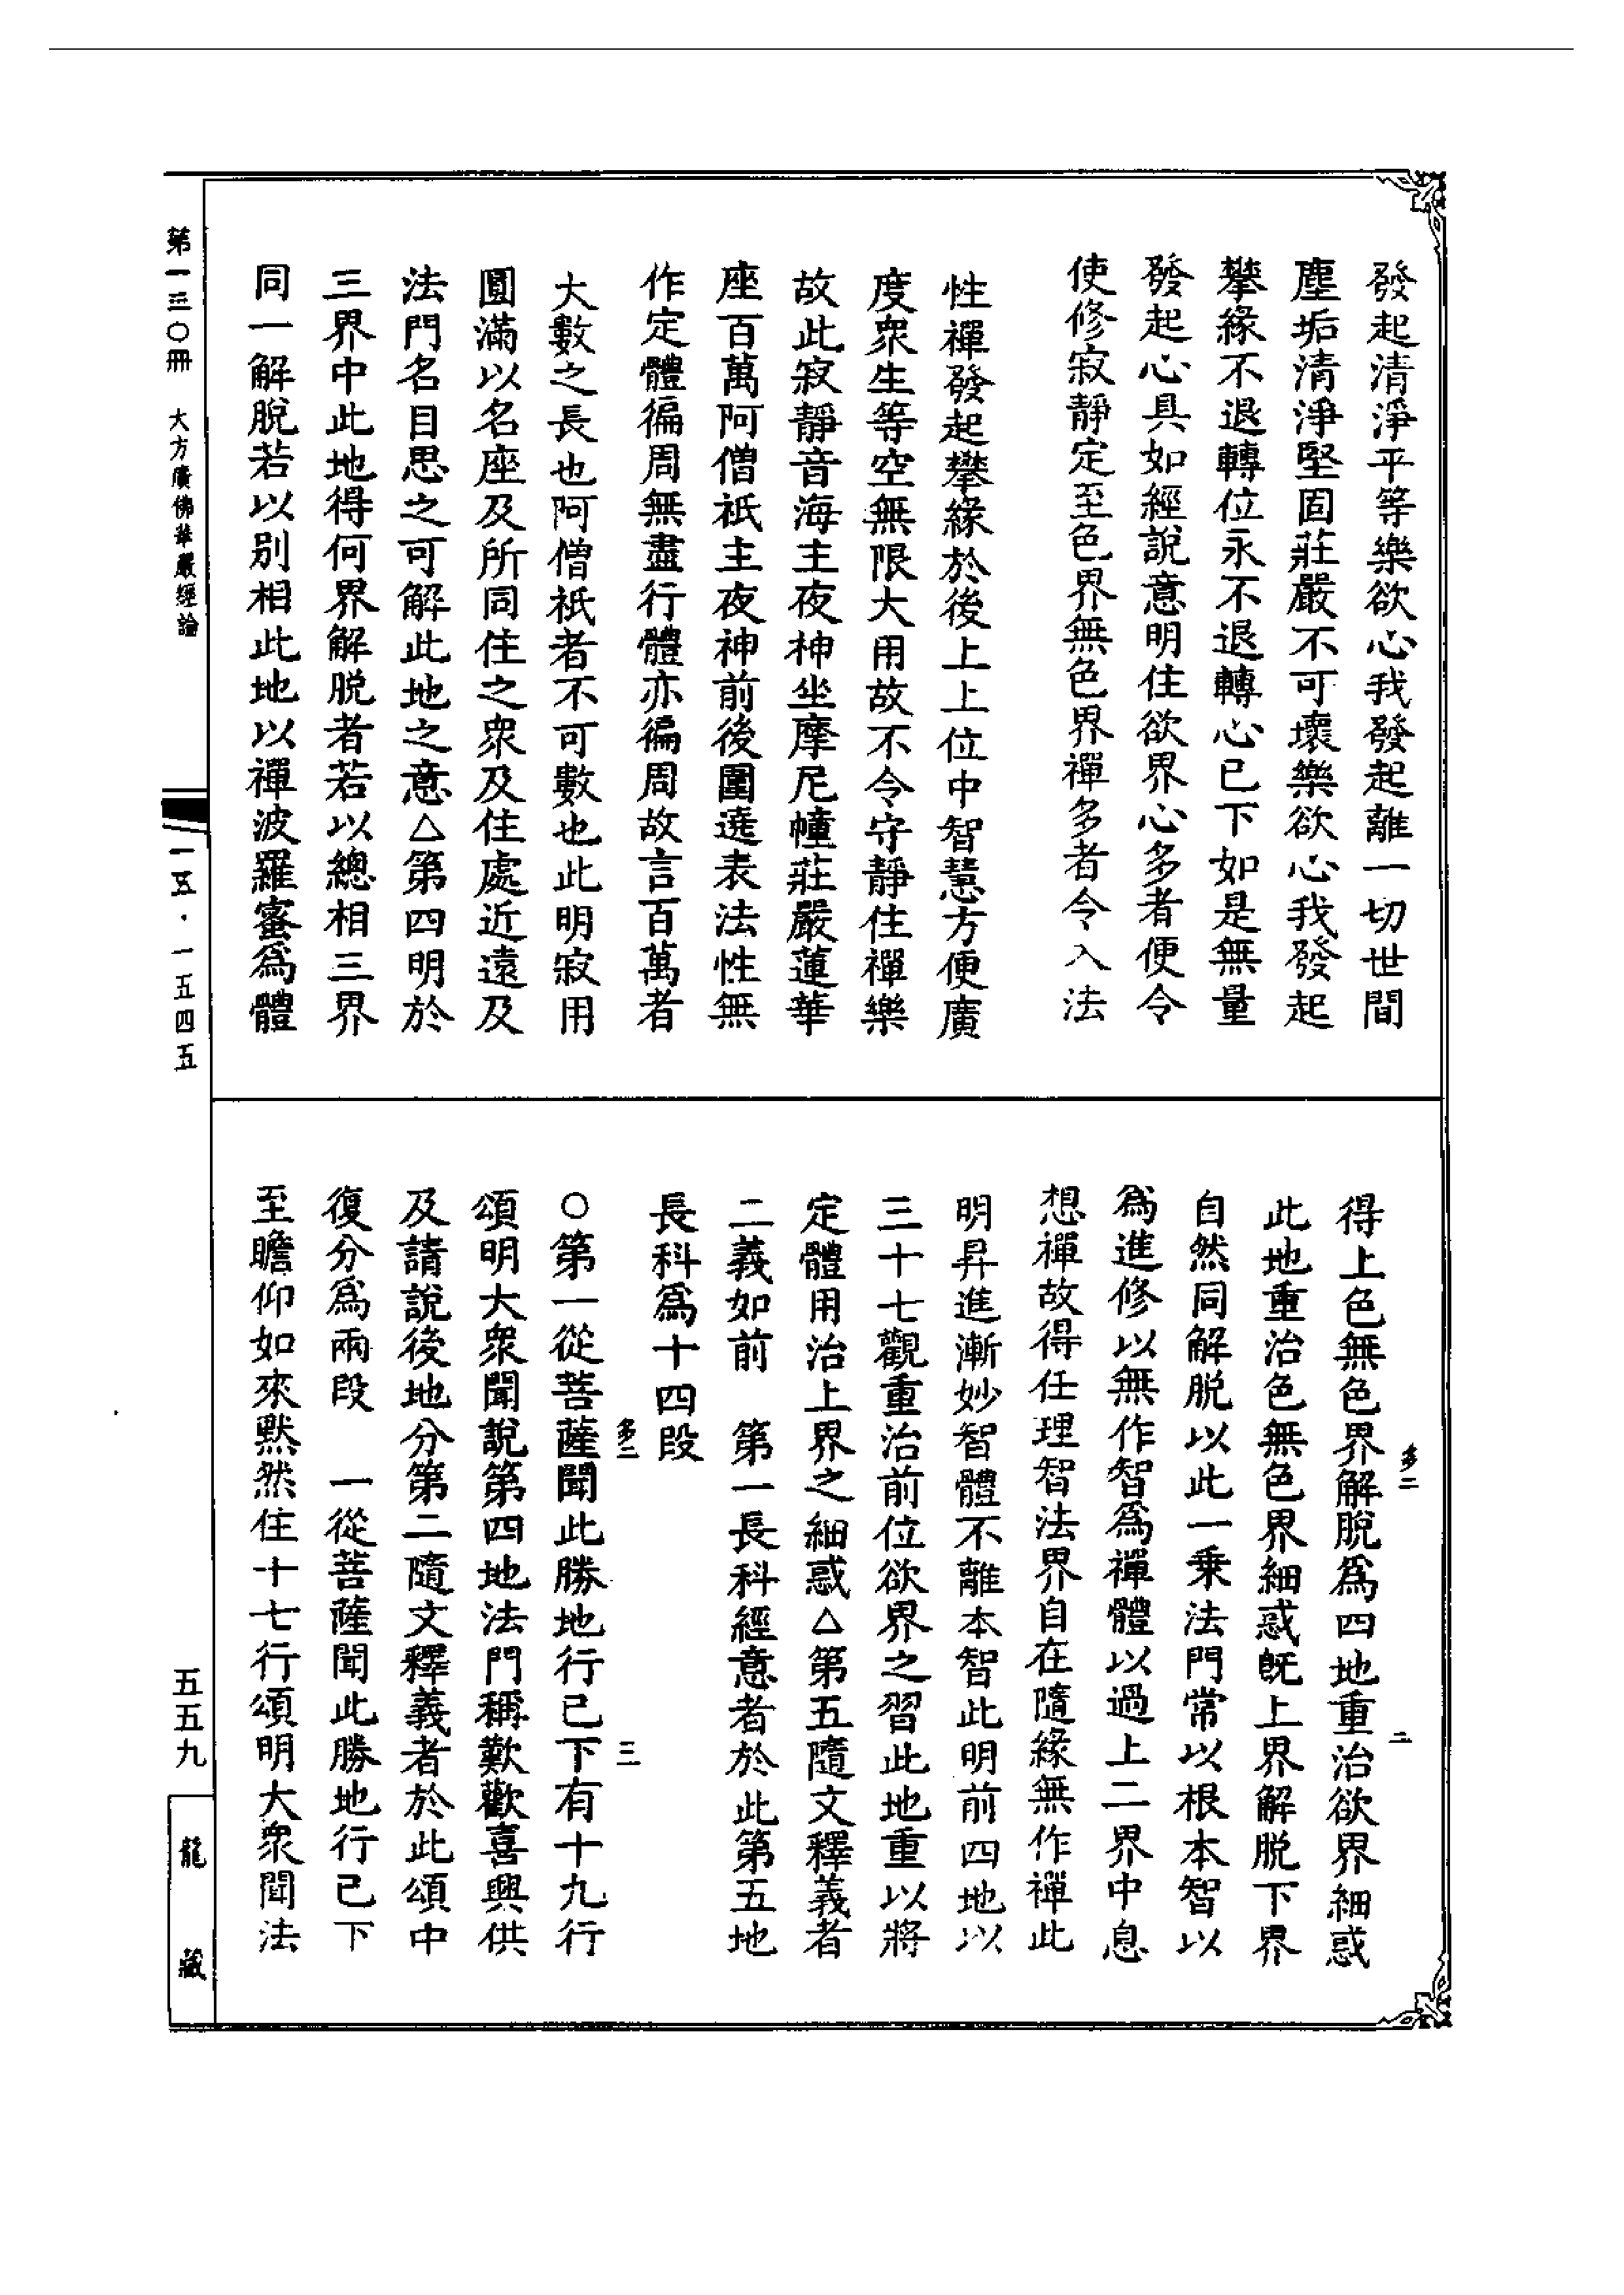 發起清淨平等樂欲心我發起離一切世間
塵垢清淨堅固莊嚴不可壞樂欲心我發起
攀緣不退轉位永不退轉心已下如是無量
發起心具如經說意明住欲界心多者便令
使修寂靜定至色界無色界禪多者令入法
性禪發起攀緣於後上上位中智慧方便廣
度衆生等空無限大用故不令守靜住禪樂
故此寂靜音海主夜神坐摩尼幢莊嚴蓮華
座百萬阿僧祇主夜神前後圍遶表法性無
作定體徧周無盡行體亦徧周故言百萬者
大數之長也阿僧祇者不可數也此明寂用
圓滿以名座及所同住之衆及住處近遠及
法門名目思之可解此地之意△第四明於
三界中此地得何界解脫者若以總相三界
同一解脫若以別相此地以禪波羅蜜爲體
得上色無色界解脫爲四地重治欲界細惑
此地重治色無色界細惑旣上界解脫下界
自然同解脫以此一乗法門常以根本智以
爲進修以無作智爲禪體以過上二界中息
想禪故得任理智法界自在隨緣無作禪此
明昇進漸妙智體不離本智此明前四地以
三十七觀重治前位欲界之習此地重以將
定體用治上界之細惑△第五隨文釋義者
二義如前　第一長科經意者於此第五地
長科爲十四段
○第一從菩薩聞此勝地行已下有十九行
頌明大衆聞說第四地法門稱歎歡喜興供
及請說後地分第二隨文釋義者於此頌中
復分爲兩段　一從菩薩聞此勝地行已下
至瞻仰如來默然住十七行頌明大衆聞法
多二
二
多二
三
第一三〇冊　大方廣佛華嚴經論
一五·一五四五
五五九
龍藏